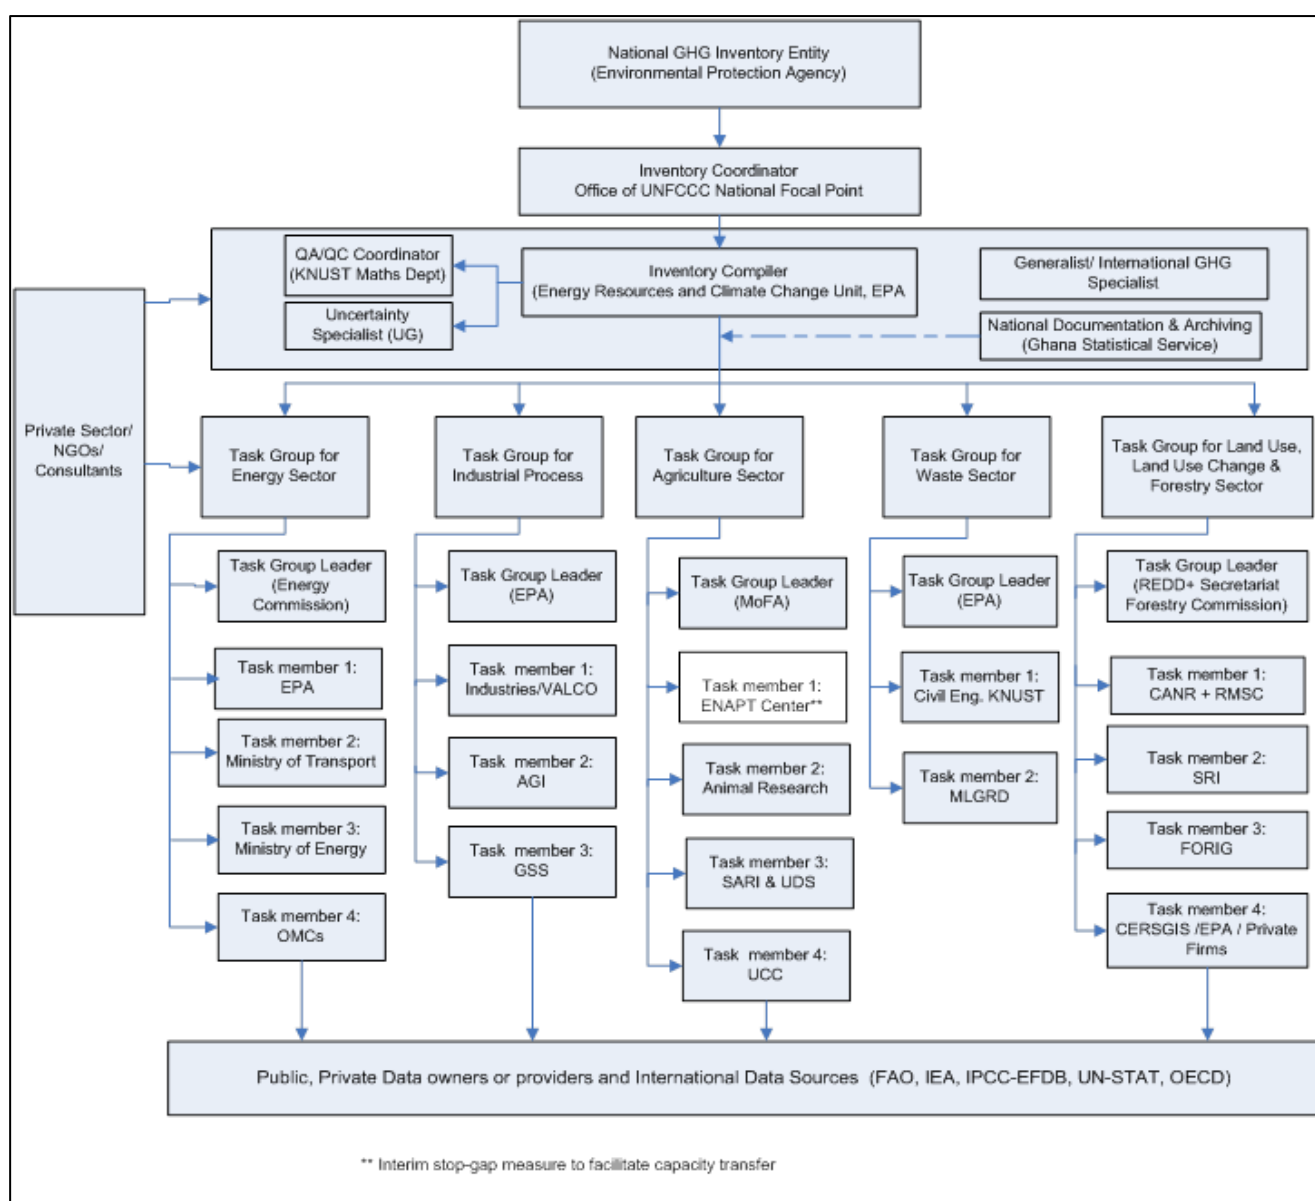 National GHG Inventory Entity
(Environmental Protection Agency)
Inventory Coordinator
Office of UNFCCC National Focal Point
QA/QC Coordinator
(KNUST Maths Dept)
Uncertainty
Specialist (UG)
Inventory Compiler
(Energy Resources and Climate Change Unit, EPA
Generalist/ International GHG
Specialist
National Documentation & Archiving
(Ghana Statistical Service)
Private Sector/
NGOs/
Consultants
Task Group for
Energy Sector
Task Group for
Industrial Process
Task Group for
Agriculture Sector
Task Group for
Waste Sector
Task Group for Land Use,
Land Use Change &
Forestry Sector
Task Group Leader
(Energy
Commission)
Task member 1:
EPA
Task member 2:
Ministry of Transport
Task member 3:
Ministry of Energy
Task member 4:
OMCs
Task Group Leader
(EPA)
Task member 1:
Industries/VALCO
Task member 2:
AGI
Task member 3:
GSS
Task Group Leader
(MoFA)
Task member 1:
ENAPT Center**
Task member 2:
Animal Research
Task member 3:
SARI & UDS
Task member 4:
UCC
Task Group Leader
(EPA)
Task member 1:
Civil Eng. KNUST
Task member 2:
MLGRD
Task Group Leader
(REDD+ Secretariat
Forestry Commission)
Task member 1:
CANR + RMSC
Task member 2:
SRI
Task member 3:
FORIG
Task member 4:
CERSGIS /EPA / Private
Firms
Public, Private Data owners or providers and International Data Sources (FAO, IEA, IPCC-EFDB, UN-STAT, OECD)
** Interim stop-gap measure to facilitate capacity transfer